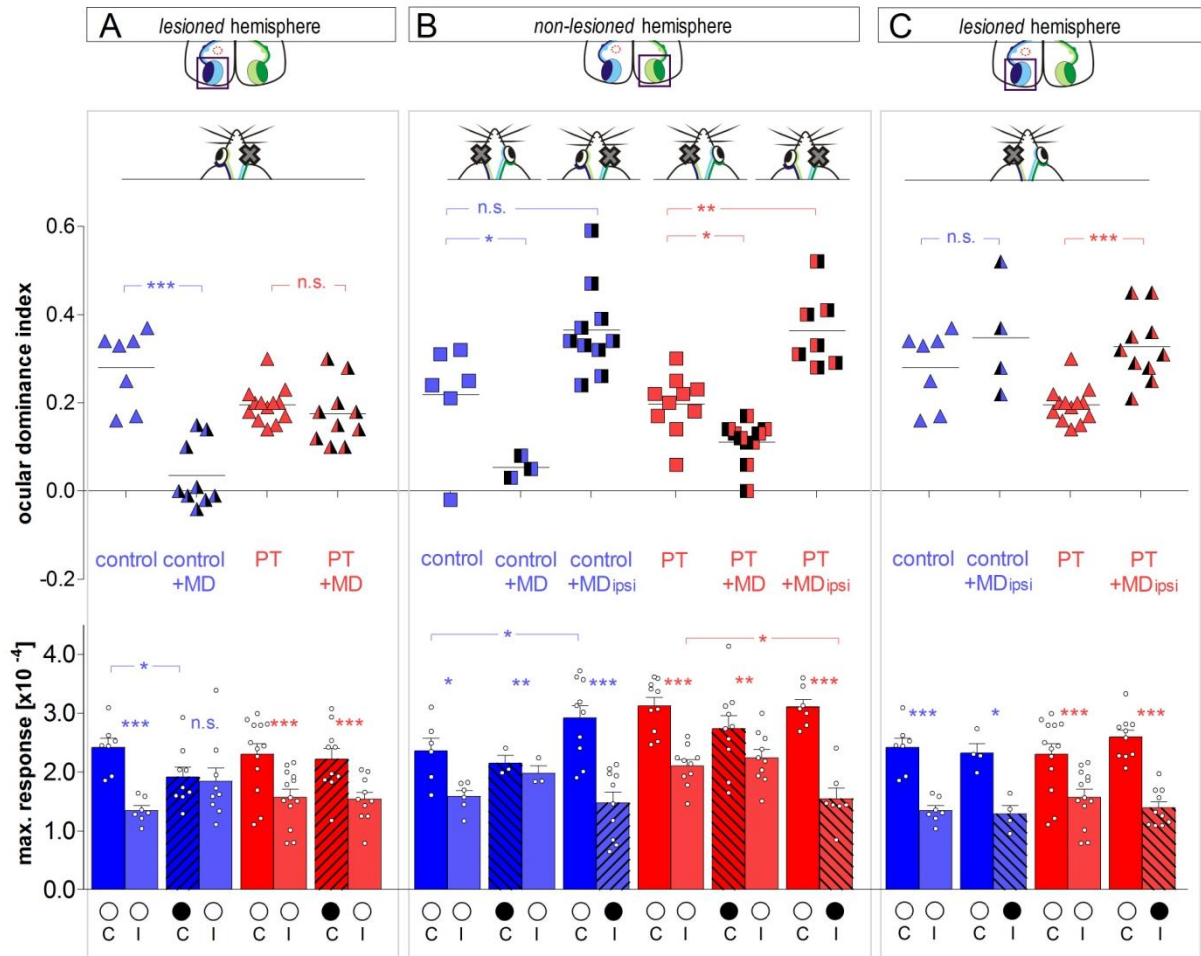 A lesioned hemisphere
B non-lesioned hemisphere
C lesioned hemisphere
ocular dominance index
0.6
0.4
0.2
0.0
-0.2
*** n.s.
n.s. **
* *
n.s. ***
control control +MD PT PT +MD
control control +MD control +MDipsi PT PT +MD PT +MDipsi
control control +MDipsi PT PT +MDipsi
max. response [x10 -4]
4.0
3.0
2.0
1.0
0.0
*
*** n.s. *** ***
* *
* ** *** *** ** ***
*** * *** ***
C I C I C I C I
C I C I C I C I C I C I
C I C I C I C I